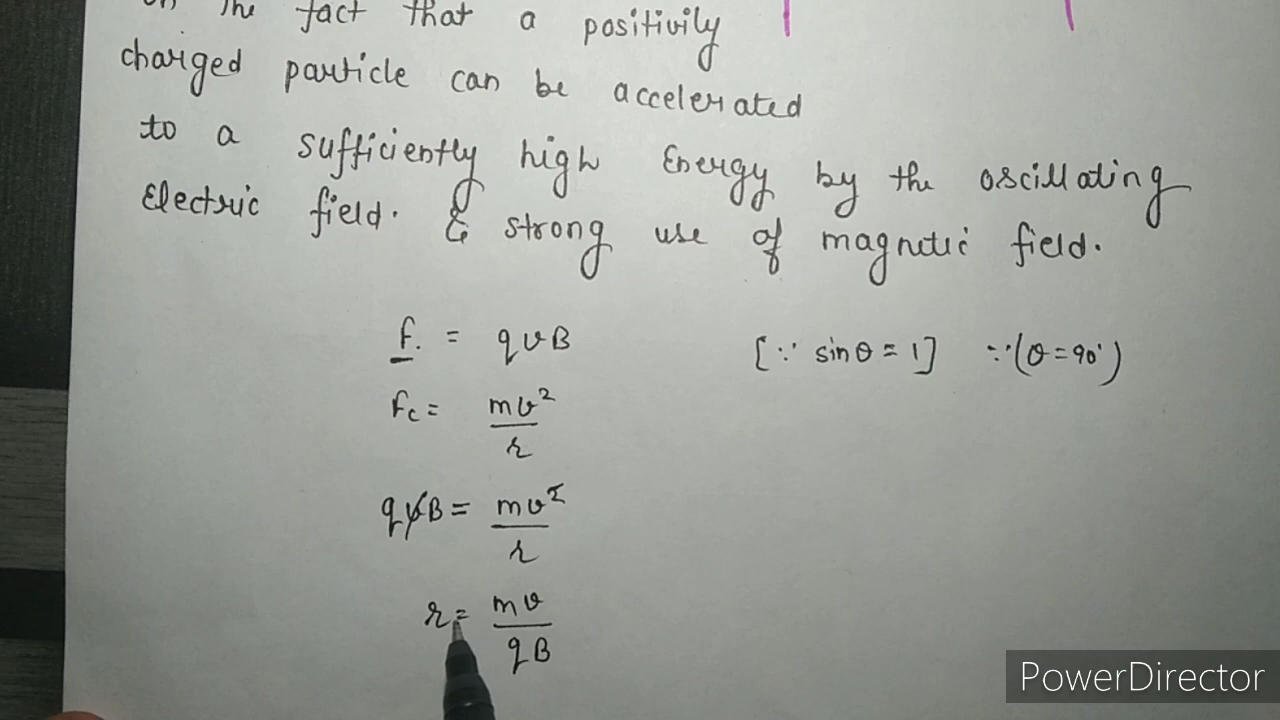 on the fact that a positivily
charged particle can be accelerated
to a sufficiently high Energy by the oscillating
Electric field. & strong use of magnetic field.
F. = qvB [∵ sinθ = 1] ∵(θ=90°)
Fc = mv²/r
qvB = mv²/r
r = mv/qB
PowerDirector